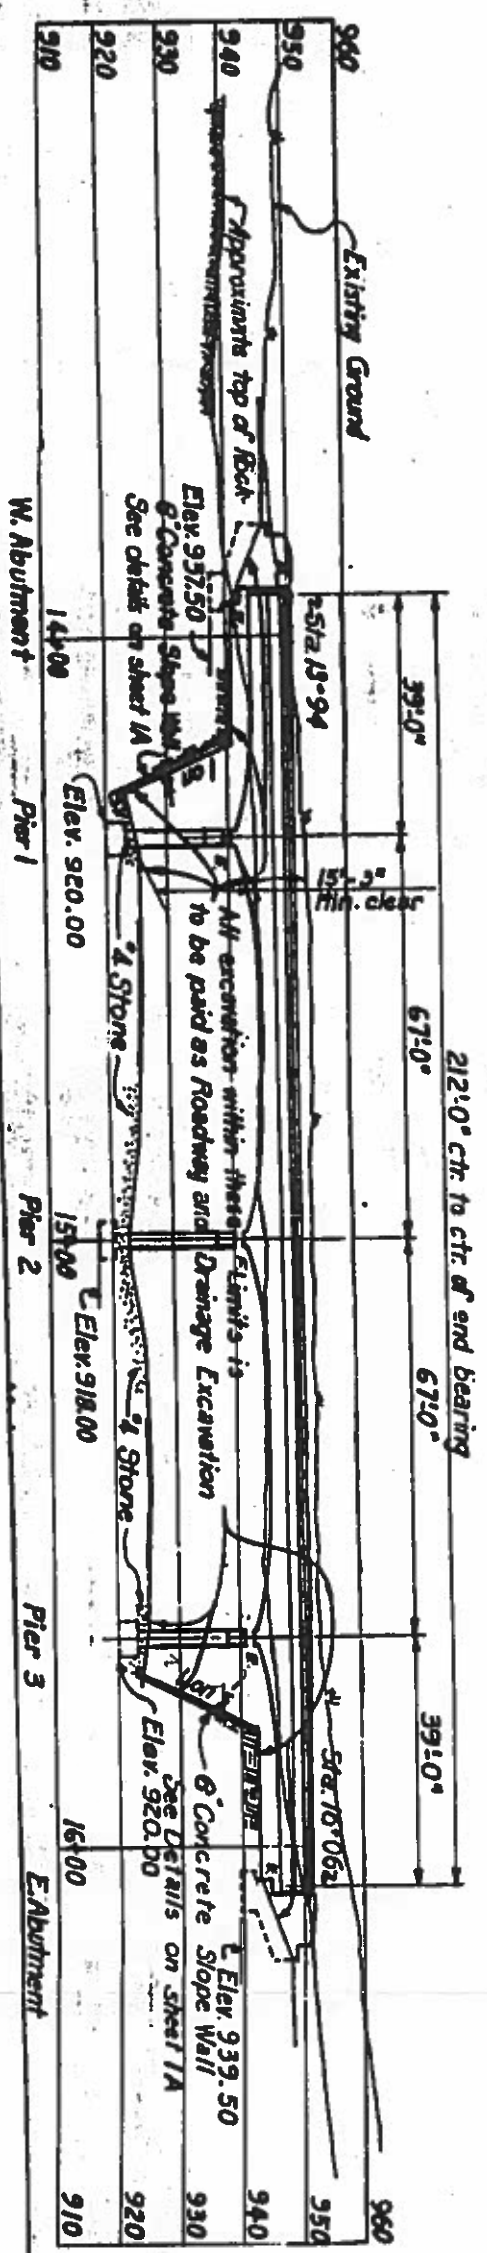 212'-0" ctr. to ctr. of end bearing
39'-0"
67'-0"
67'-0"
39'-0"
960
950
940
930
920
910
Existing Ground
Approximate top of Rock
Sta. 13+94
15'-3"
Min. clear
Elev. 937.50
8" Concrete Slope Wall
See details on sheet 1A
All excavation within these Limits is
to be paid as Roadway and Drainage Excavation
Elev. 920.00
#4 Stone
Elev. 918.00
#4 Stone
Sta. 16+06
Elev. 939.50
8" Concrete Slope Wall
See Details on sheet 1A
Elev. 920.00
960
950
940
930
920
910
14+00
15+00
16+00
W. Abutment
Pier 1
Pier 2
Pier 3
E. Abutment